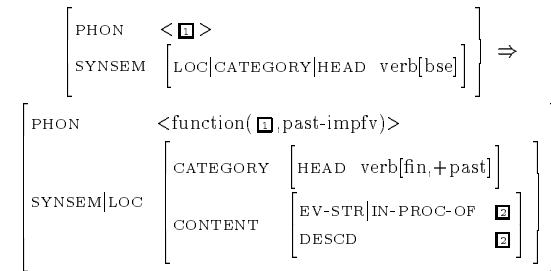 PHON < 1 >
SYNSEM LOC|CATEGORY|HEAD verb[bse] ⇒
PHON <function( 1 ,past-impfv)>
CATEGORY HEAD verb[fin,+past]
SYNSEM|LOC
EV-STR|IN-PROC-OF 2
CONTENT
DESCD 2